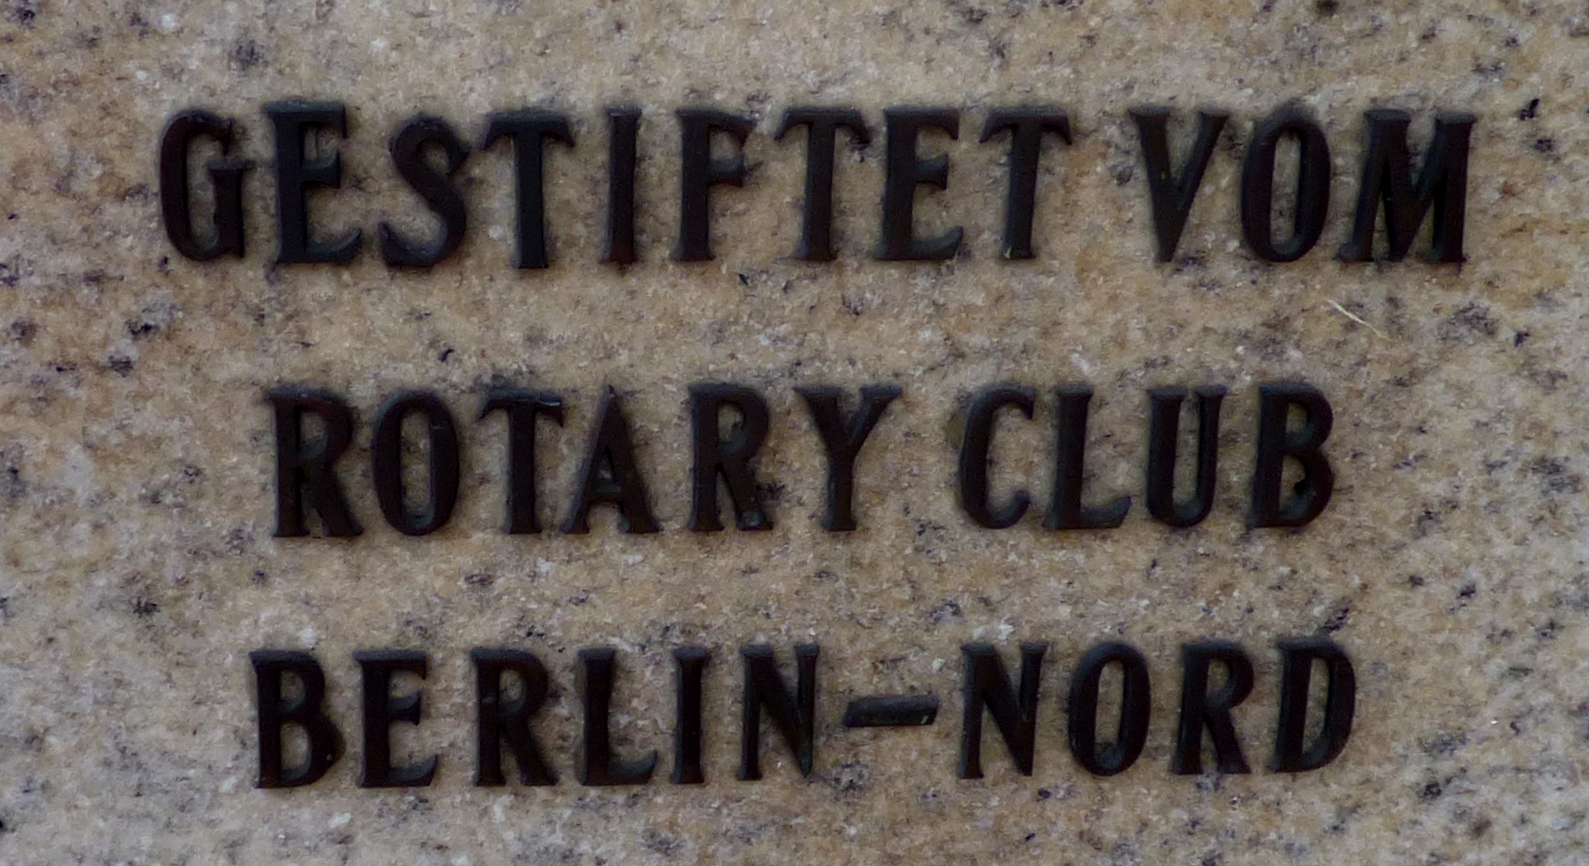 GESTIFTET VOM
ROTARY CLUB
BERLIN-NORD